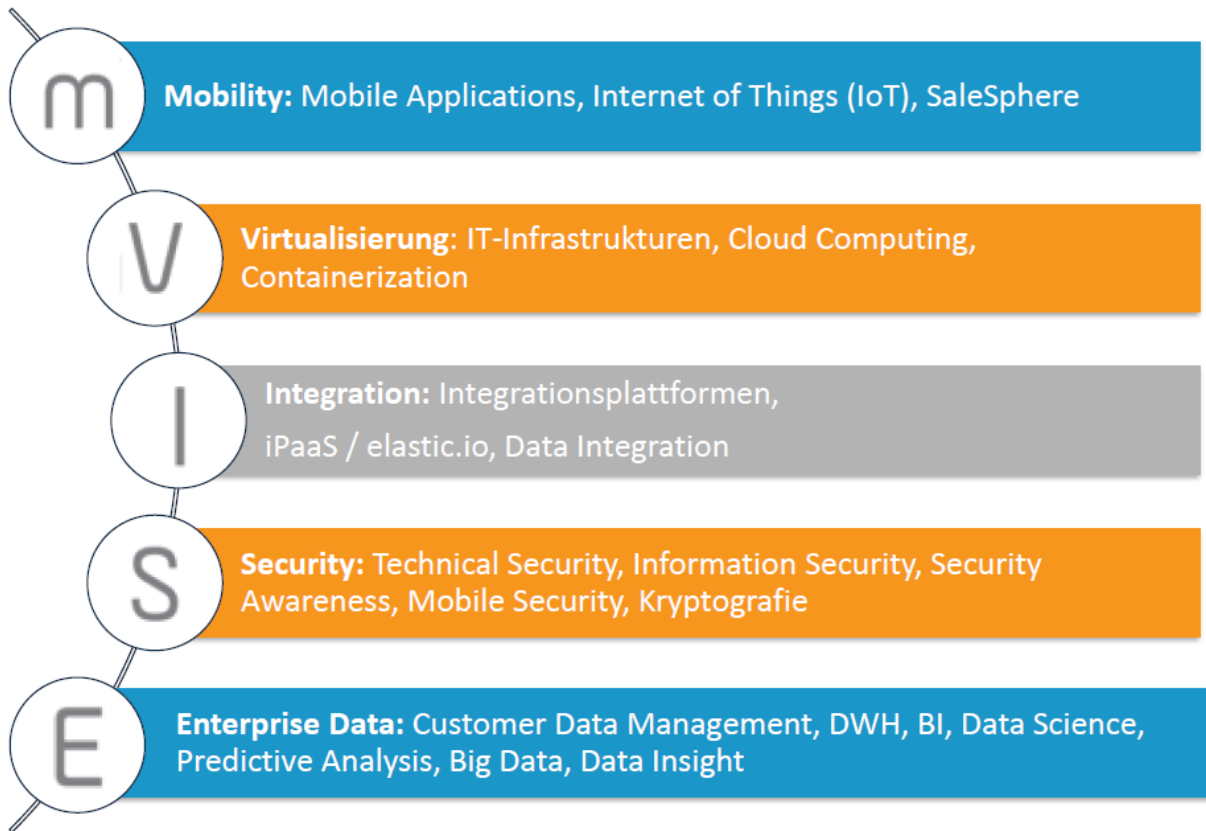 m
Mobility: Mobile Applications, Internet of Things (IoT), SaleSphere
V
Virtualisierung: IT-Infrastrukturen, Cloud Computing,
Containerization
I
Integration: Integrationsplattformen,
iPaaS / elastic.io, Data Integration
S
Security: Technical Security, Information Security, Security
Awareness, Mobile Security, Kryptografie
E
Enterprise Data: Customer Data Management, DWH, BI, Data Science,
Predictive Analysis, Big Data, Data Insight